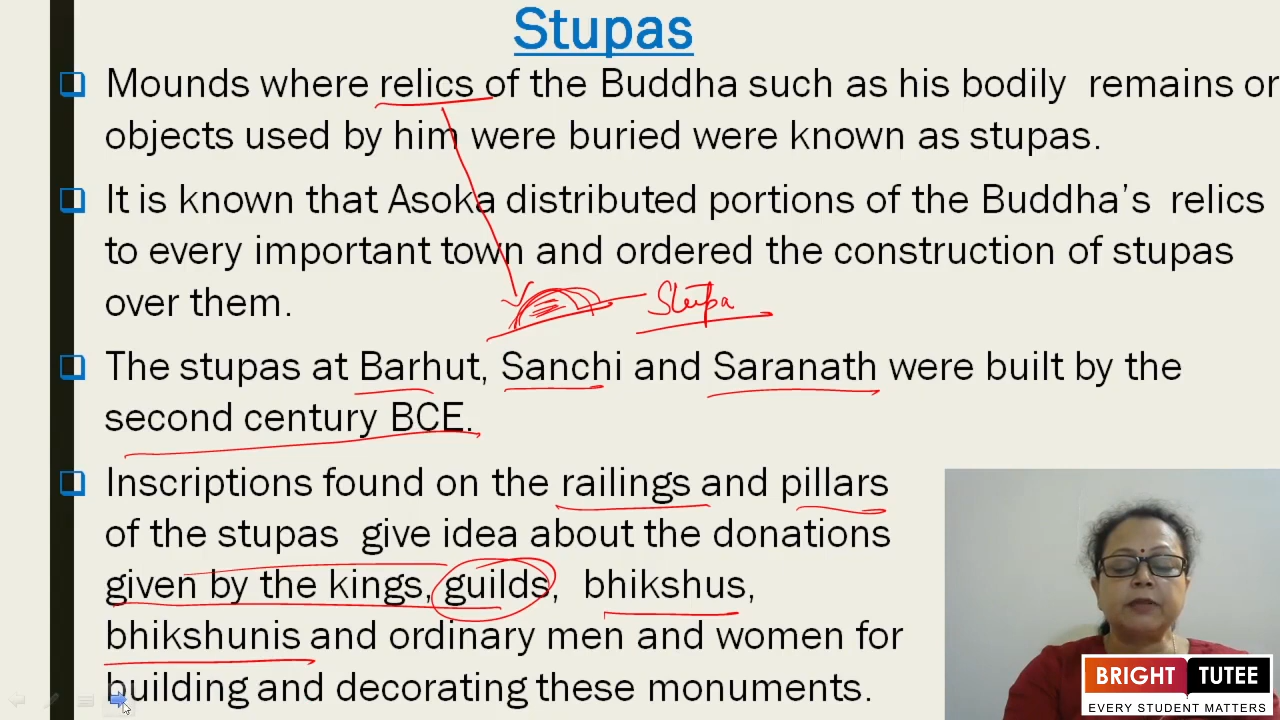 Stupas
Mounds where relics of the Buddha such as his bodily remains or
objects used by him were buried were known as stupas.
It is known that Asoka distributed portions of the Buddha's relics
to every important town and ordered the construction of stupas
over them.
Stupa
The stupas at Barhut, Sanchi and Saranath were built by the
second century BCE.
Inscriptions found on the railings and pillars
of the stupas give idea about the donations
given by the kings, guilds, bhikshus,
bhikshunis and ordinary men and women for
building and decorating these monuments.
BRIGHT TUTEE
EVERY STUDENT MATTERS